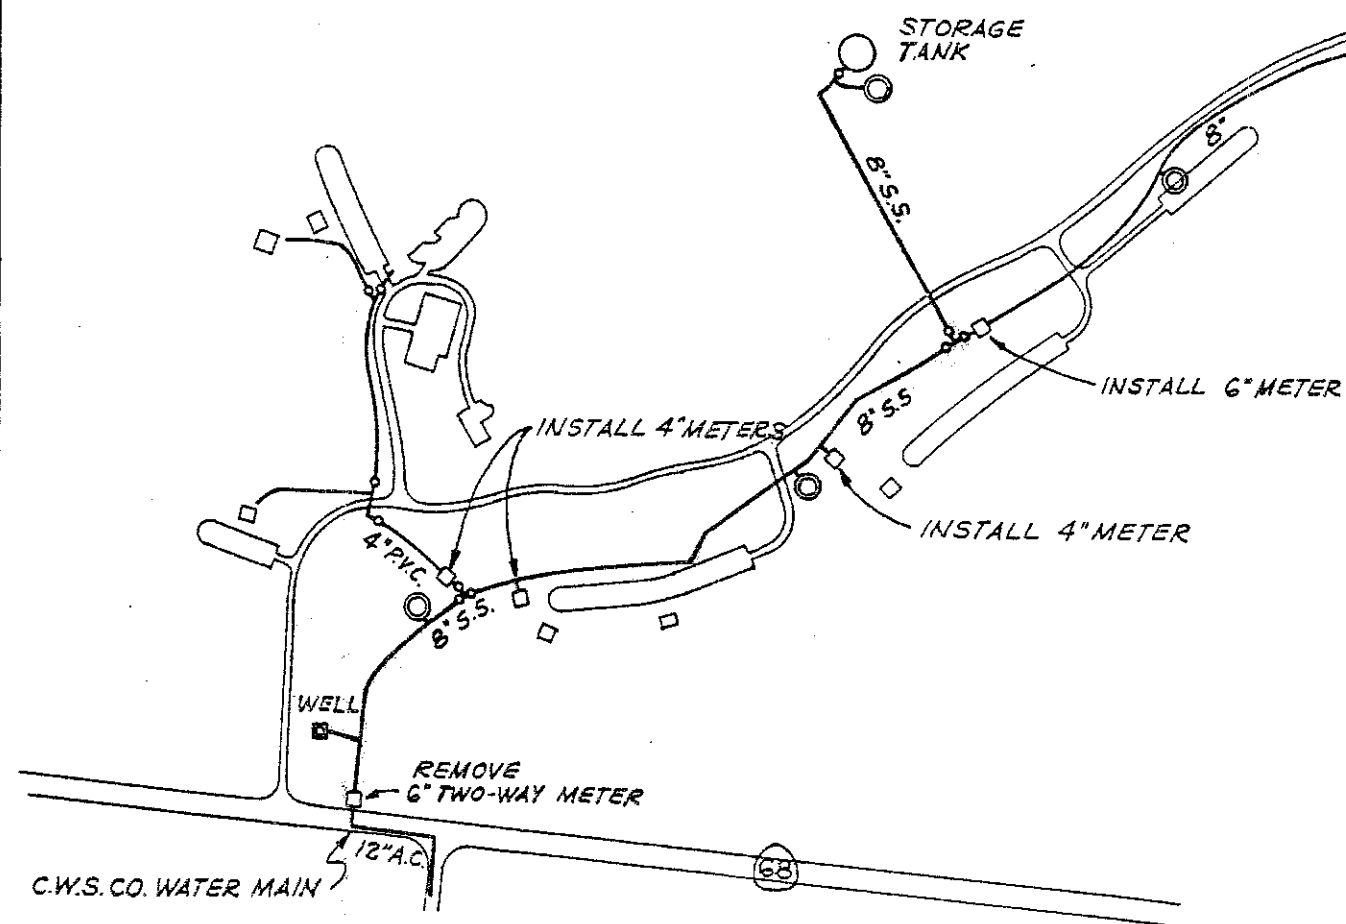 STORAGE
TANK
8"
8" S.S.
INSTALL 6" METER
8" S.S
INSTALL 4" METERS
INSTALL 4" METER
4" P.V.C.
8" S.S.
WELL
REMOVE
6" TWO-WAY METER
12" A.C.
C.W.S. CO. WATER MAIN
68